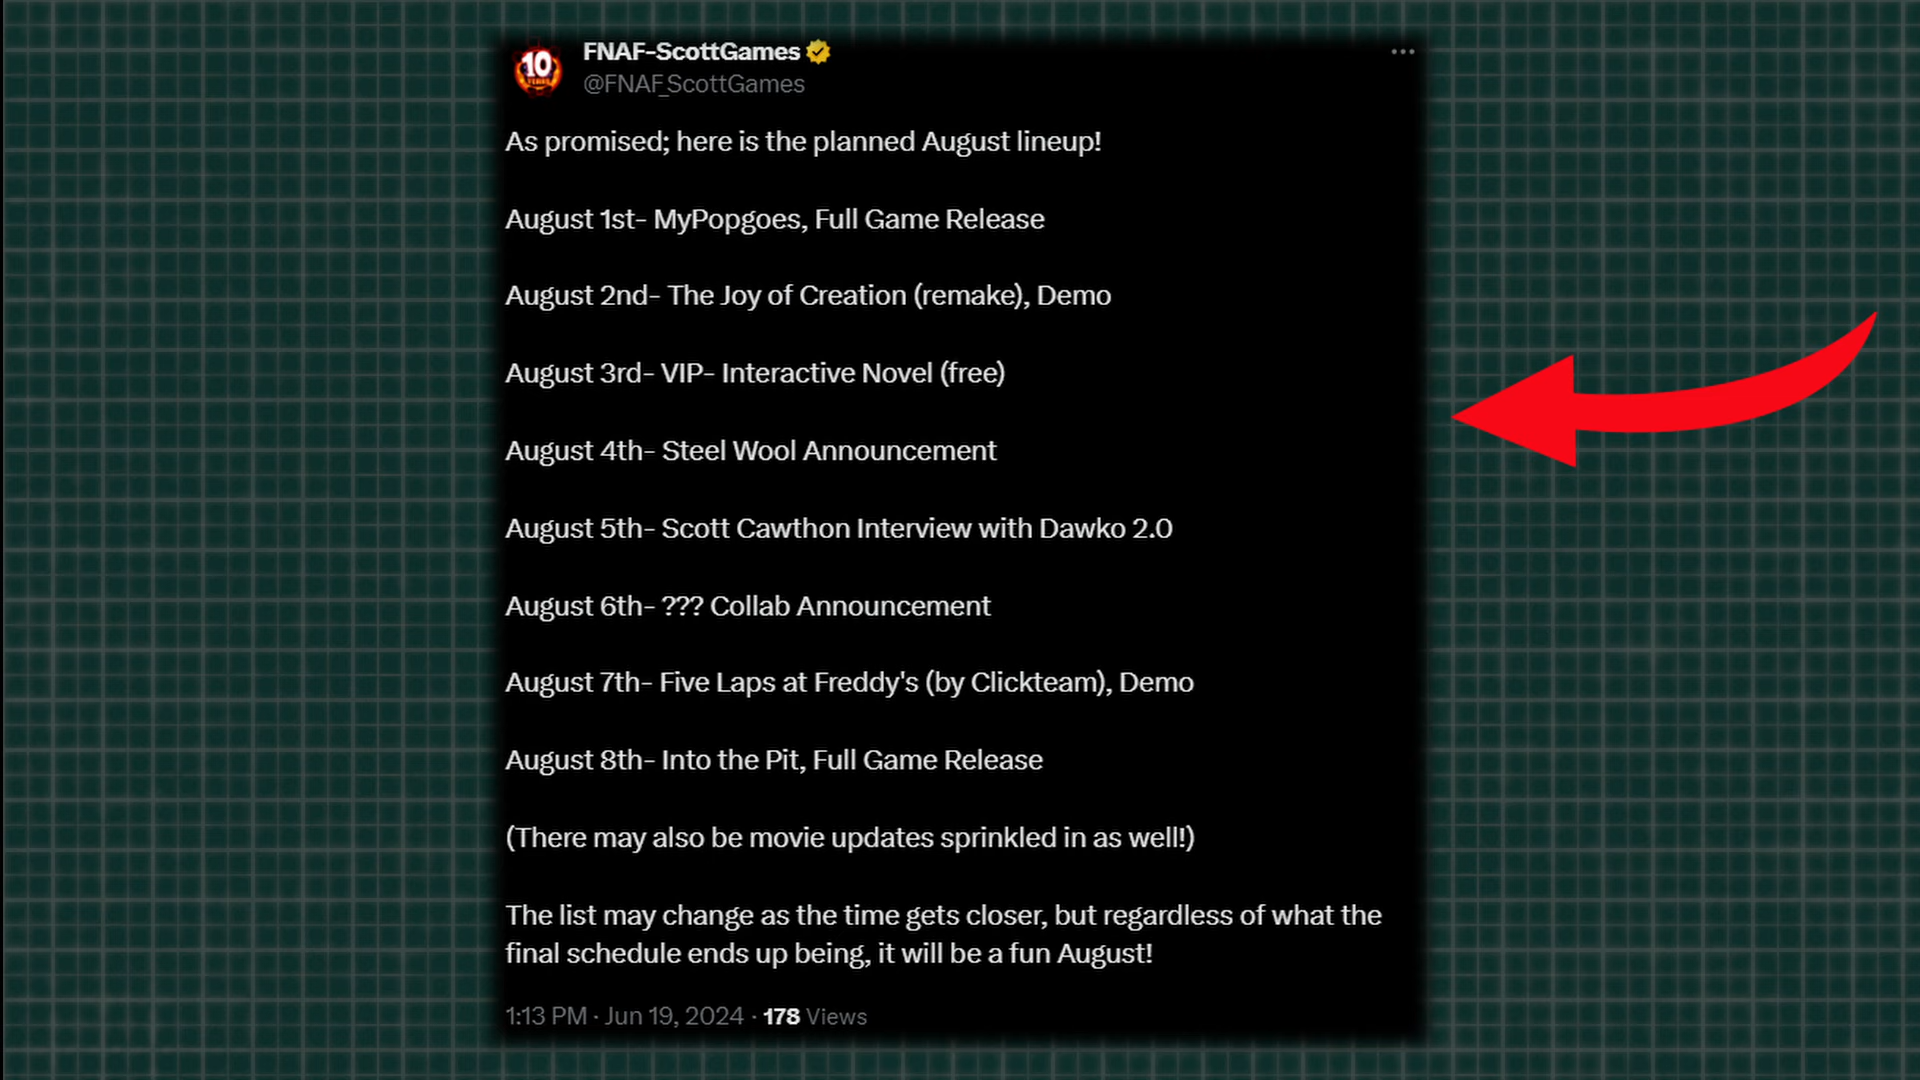 10
YEARS
FNAF-ScottGames
@FNAF_ScottGames
As promised; here is the planned August lineup!
August 1st- MyPopgoes, Full Game Release
August 2nd- The Joy of Creation (remake), Demo
August 3rd- VIP- Interactive Novel (free)
August 4th- Steel Wool Announcement
August 5th- Scott Cawthon Interview with Dawko 2.0
August 6th- ??? Collab Announcement
August 7th- Five Laps at Freddy's (by Clickteam), Demo
August 8th- Into the Pit, Full Game Release
(There may also be movie updates sprinkled in as well!)
The list may change as the time gets closer, but regardless of what the
final schedule ends up being, it will be a fun August!
1:13 PM · Jun 19, 2024 · 178 Views